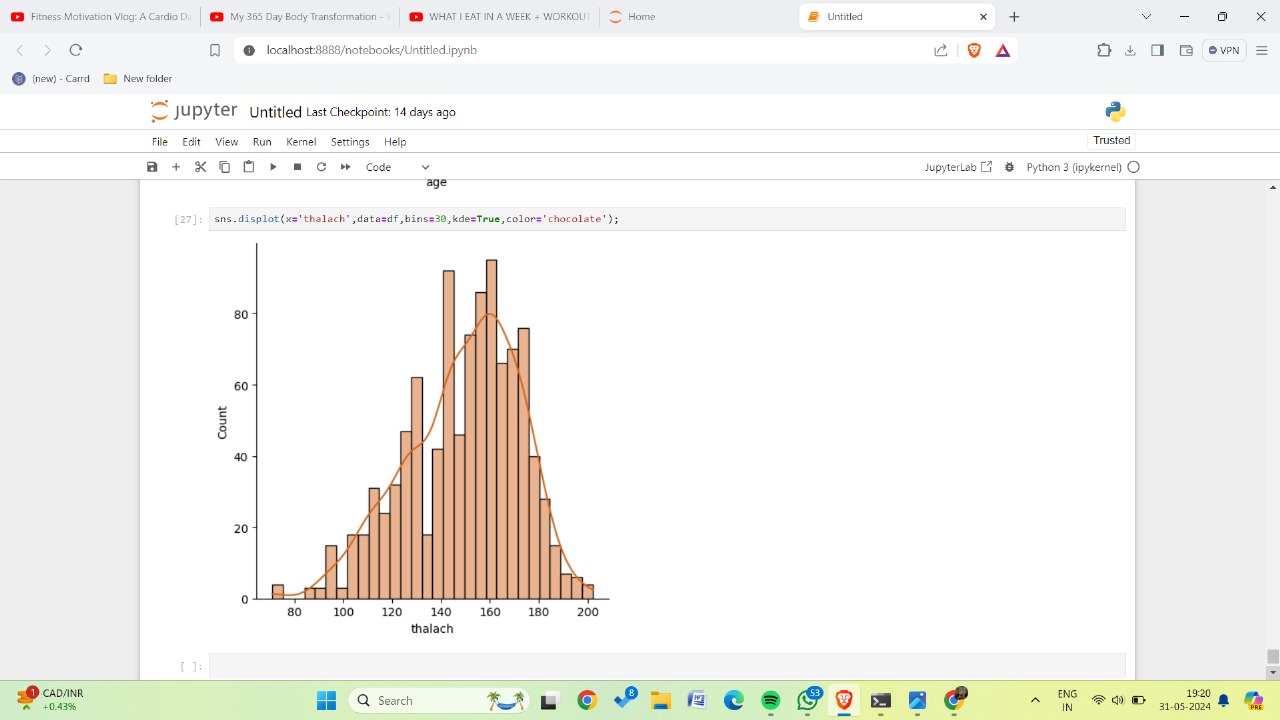 Fitness Motivation Vlog: A Cardio Da
My 365 Day Body Transformation - Y
WHAT I EAT IN A WEEK + WORKOUT
Home
Untitled
localhost:8888/notebooks/Untitled.ipynb
VPN
(new) - Carrd
New folder
jupyter Untitled Last Checkpoint: 14 days ago
File Edit View Run Kernel Settings Help
Trusted
Code
JupyterLab
Python 3 (ipykernel)
age
[27]: sns.displot(x='thalach',data=df,bins=30,kde=True,color='chocolate');
80
60
40
20
0
Count
80 100 120 140 160 180 200
thalach
[ ]:
1
CAD/INR
+0.43%
Search
8
53
ENG
IN
19:20
31-05-2024
PRE